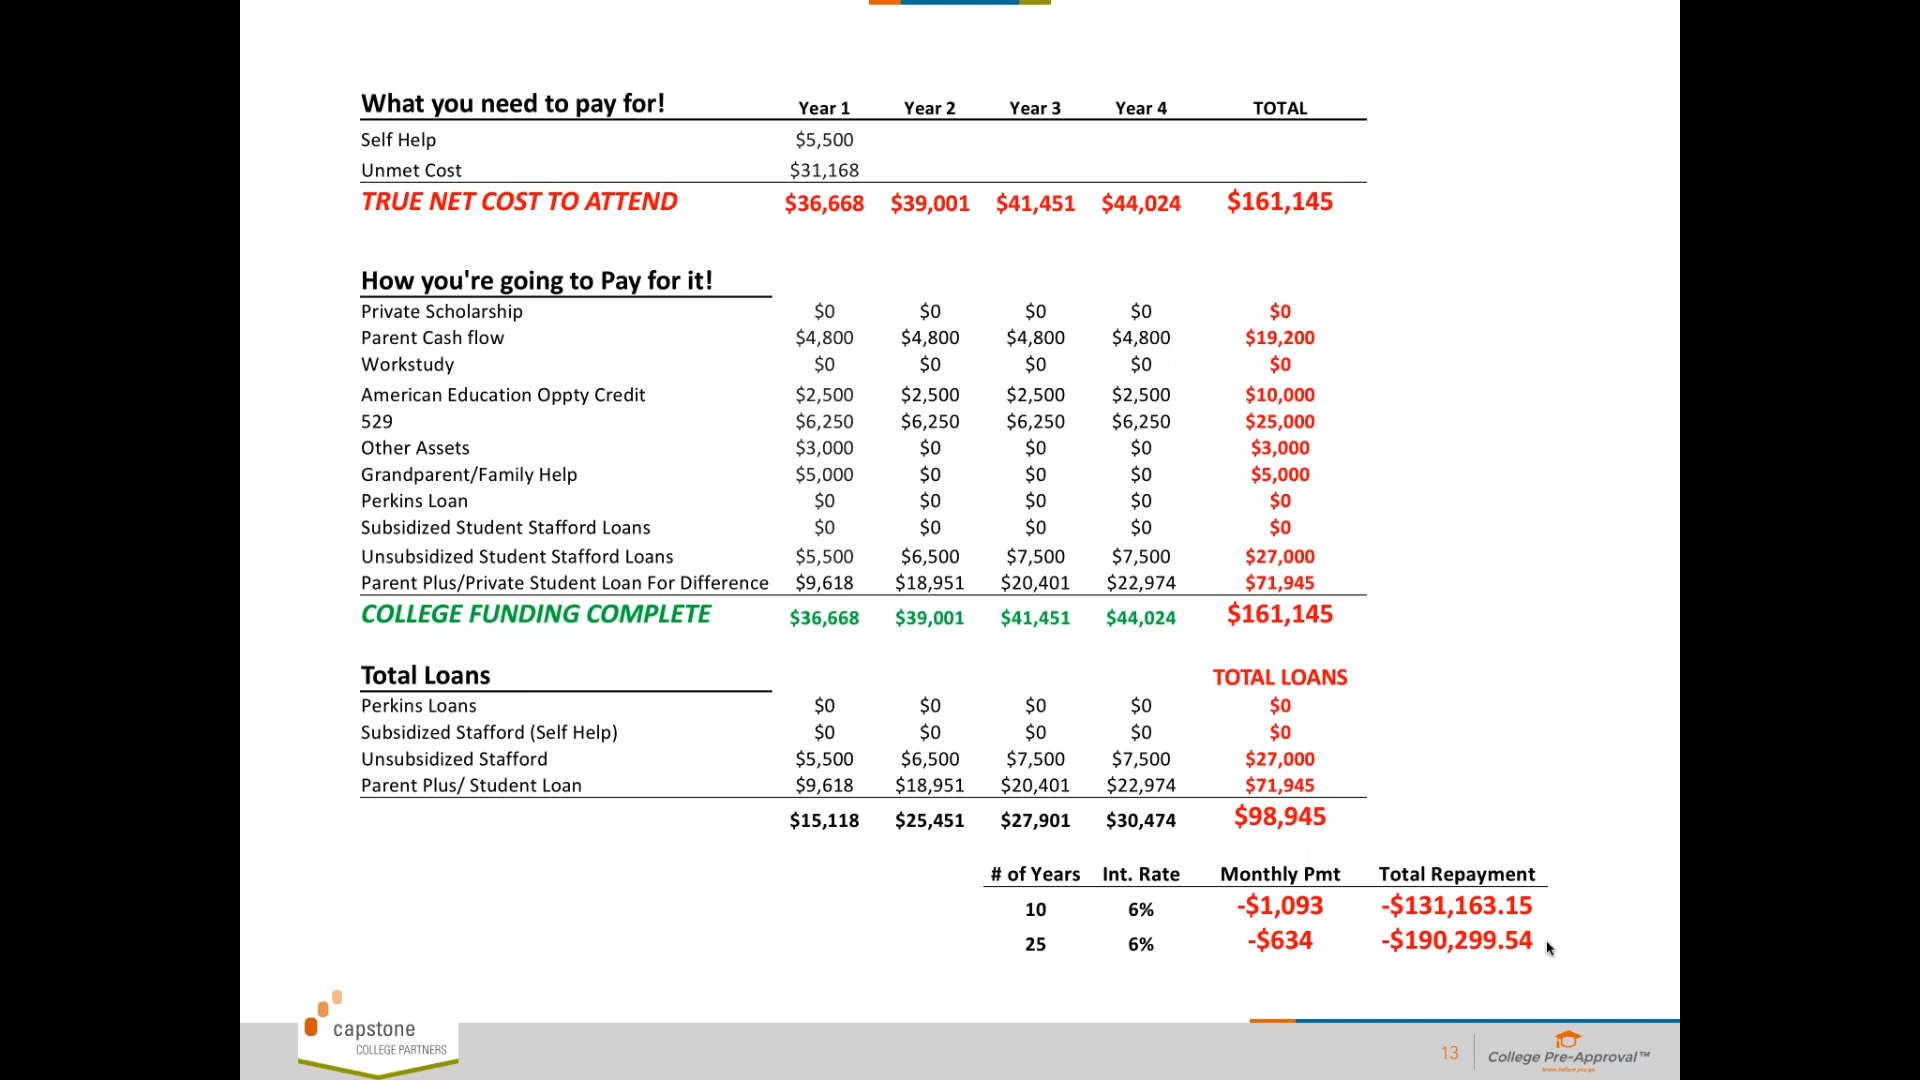 What you need to pay for! Year 1 Year 2 Year 3 Year 4 TOTAL
Self Help $5,500
Unmet Cost $31,168
TRUE NET COST TO ATTEND $36,668 $39,001 $41,451 $44,024 $161,145
How you're going to Pay for it!
Private Scholarship $0 $0 $0 $0 $0
Parent Cash flow $4,800 $4,800 $4,800 $4,800 $19,200
Workstudy $0 $0 $0 $0 $0
American Education Oppty Credit $2,500 $2,500 $2,500 $2,500 $10,000
529 $6,250 $6,250 $6,250 $6,250 $25,000
Other Assets $3,000 $0 $0 $0 $3,000
Grandparent/Family Help $5,000 $0 $0 $0 $5,000
Perkins Loan $0 $0 $0 $0 $0
Subsidized Student Stafford Loans $0 $0 $0 $0 $0
Unsubsidized Student Stafford Loans $5,500 $6,500 $7,500 $7,500 $27,000
Parent Plus/Private Student Loan For Difference $9,618 $18,951 $20,401 $22,974 $71,945
COLLEGE FUNDING COMPLETE $36,668 $39,001 $41,451 $44,024 $161,145
Total Loans TOTAL LOANS
Perkins Loans $0 $0 $0 $0 $0
Subsidized Stafford (Self Help) $0 $0 $0 $0 $0
Unsubsidized Stafford $5,500 $6,500 $7,500 $7,500 $27,000
Parent Plus/ Student Loan $9,618 $18,951 $20,401 $22,974 $71,945
$15,118 $25,451 $27,901 $30,474 $98,945
# of Years Int. Rate Monthly Pmt Total Repayment
10 6% -$1,093 -$131,163.15
25 6% -$634 -$190,299.54
capstone
COLLEGE PARTNERS
13 College Pre-Approval™
know before you go